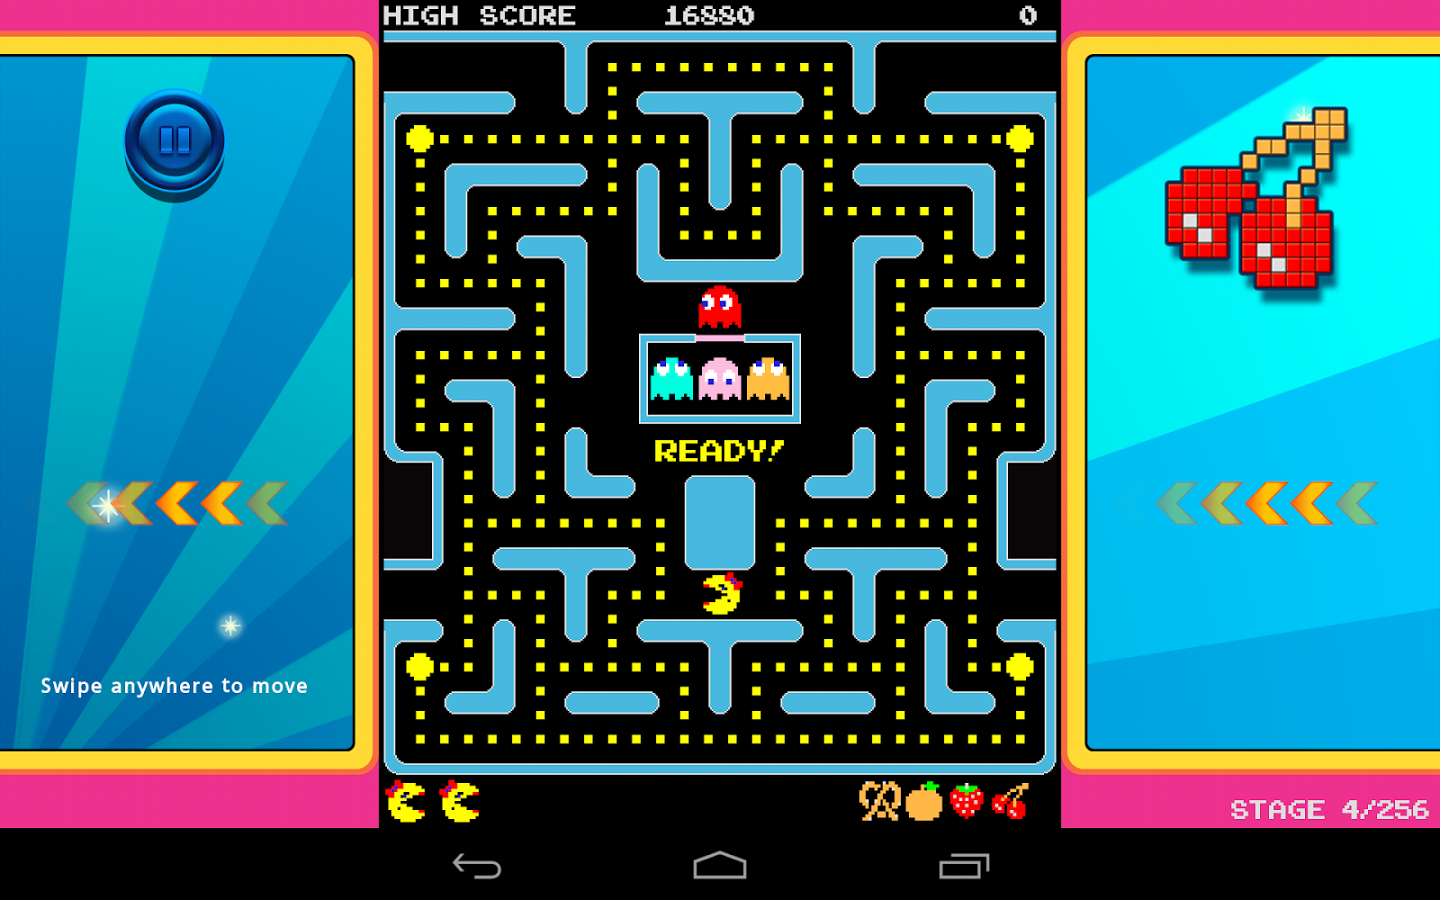 HIGH SCORE 16880 0
READY!
Swipe anywhere to move
STAGE 4/256